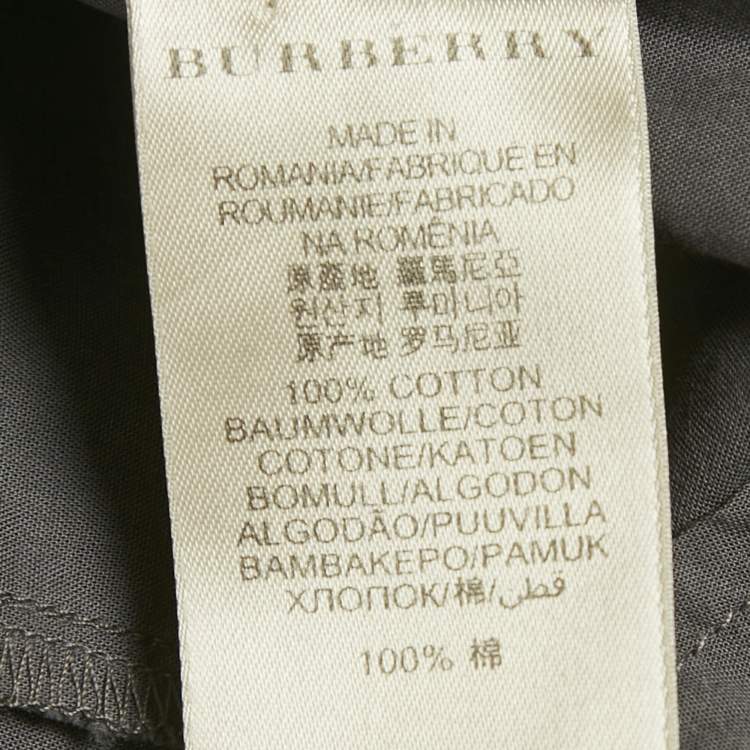 BURBERRY
MADE IN
ROMANIA/FABRIQUE EN
ROUMANIE/FABRICADO
NA ROMÊNIA
原產地 羅馬尼亞
원산지 루마니아
原产地 罗马尼亚
100% COTTON
BAUMWOLLE/COTON
COTONE/KATOEN
BOMULL/ALGODON
ALGODÃO/PUUVILLA
BAMBAKEPO/PAMUK
ХЛОПОК/棉/قطن
100% 棉